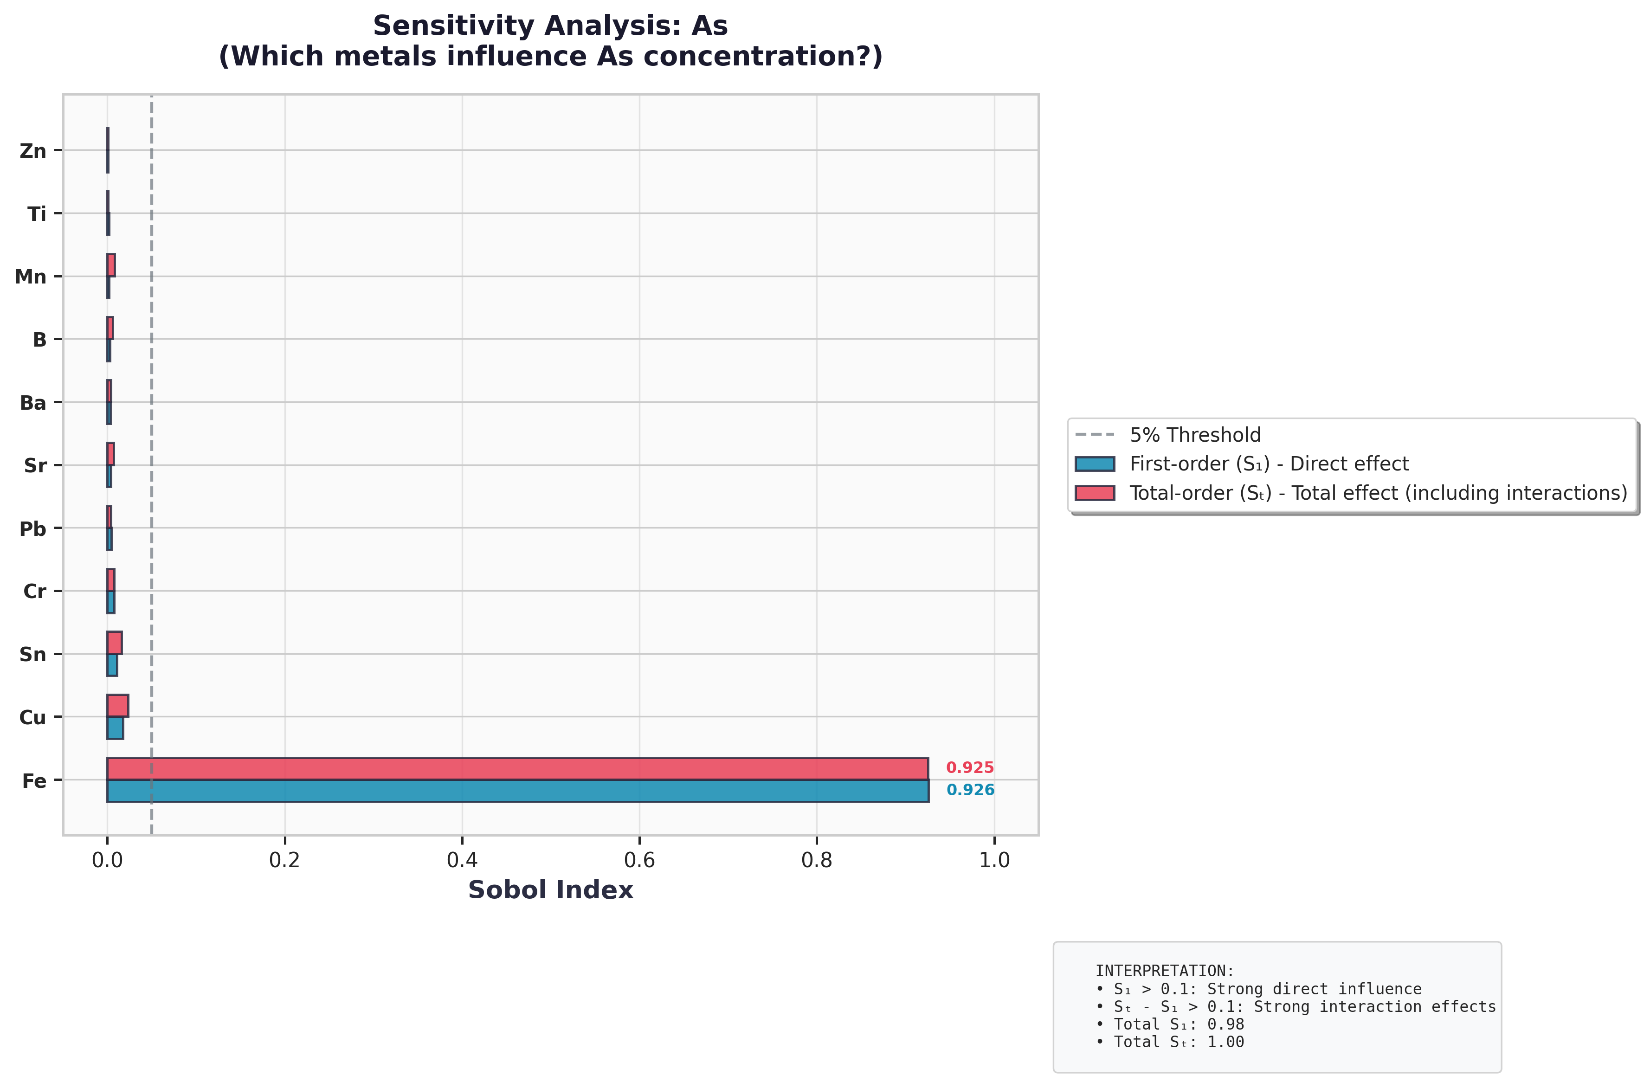 Sensitivity Analysis: As
(Which metals influence As concentration?)
Zn
Ti
Mn
B
Ba
Sr
Pb
Cr
Sn
Cu
Fe
0.925
0.926
0.0 0.2 0.4 0.6 0.8 1.0
Sobol Index
5% Threshold
First-order (S₁) - Direct effect
Total-order (Sₜ) - Total effect (including interactions)
INTERPRETATION:
• S₁ > 0.1: Strong direct influence
• Sₜ - S₁ > 0.1: Strong interaction effects
• Total S₁: 0.98
• Total Sₜ: 1.00